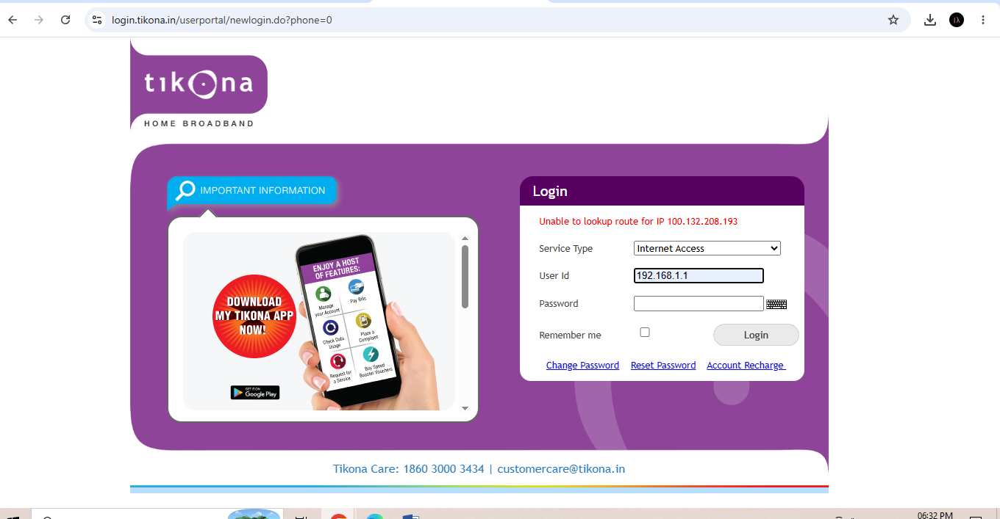 login.tikona.in/userportal/newlogin.do?phone=0
tikona
HOME BROADBAND
IMPORTANT INFORMATION
DOWNLOAD
MY TIKONA APP
NOW!
GET IT ON
Google Play
ENJOY A HOST
OF FEATURES:
Manage
your Account
Pay Bills
Check Data
Usage
Place a
Complaint
Request for
a Service
Buy Speed
Booster Vouchers
Login
Unable to lookup route for IP 100.132.208.193
Service Type Internet Access
User Id 192.168.1.1
Password
Remember me Login
Change Password Reset Password Account Recharge
Tikona Care: 1860 3000 3434 | customercare@tikona.in
06:32 PM